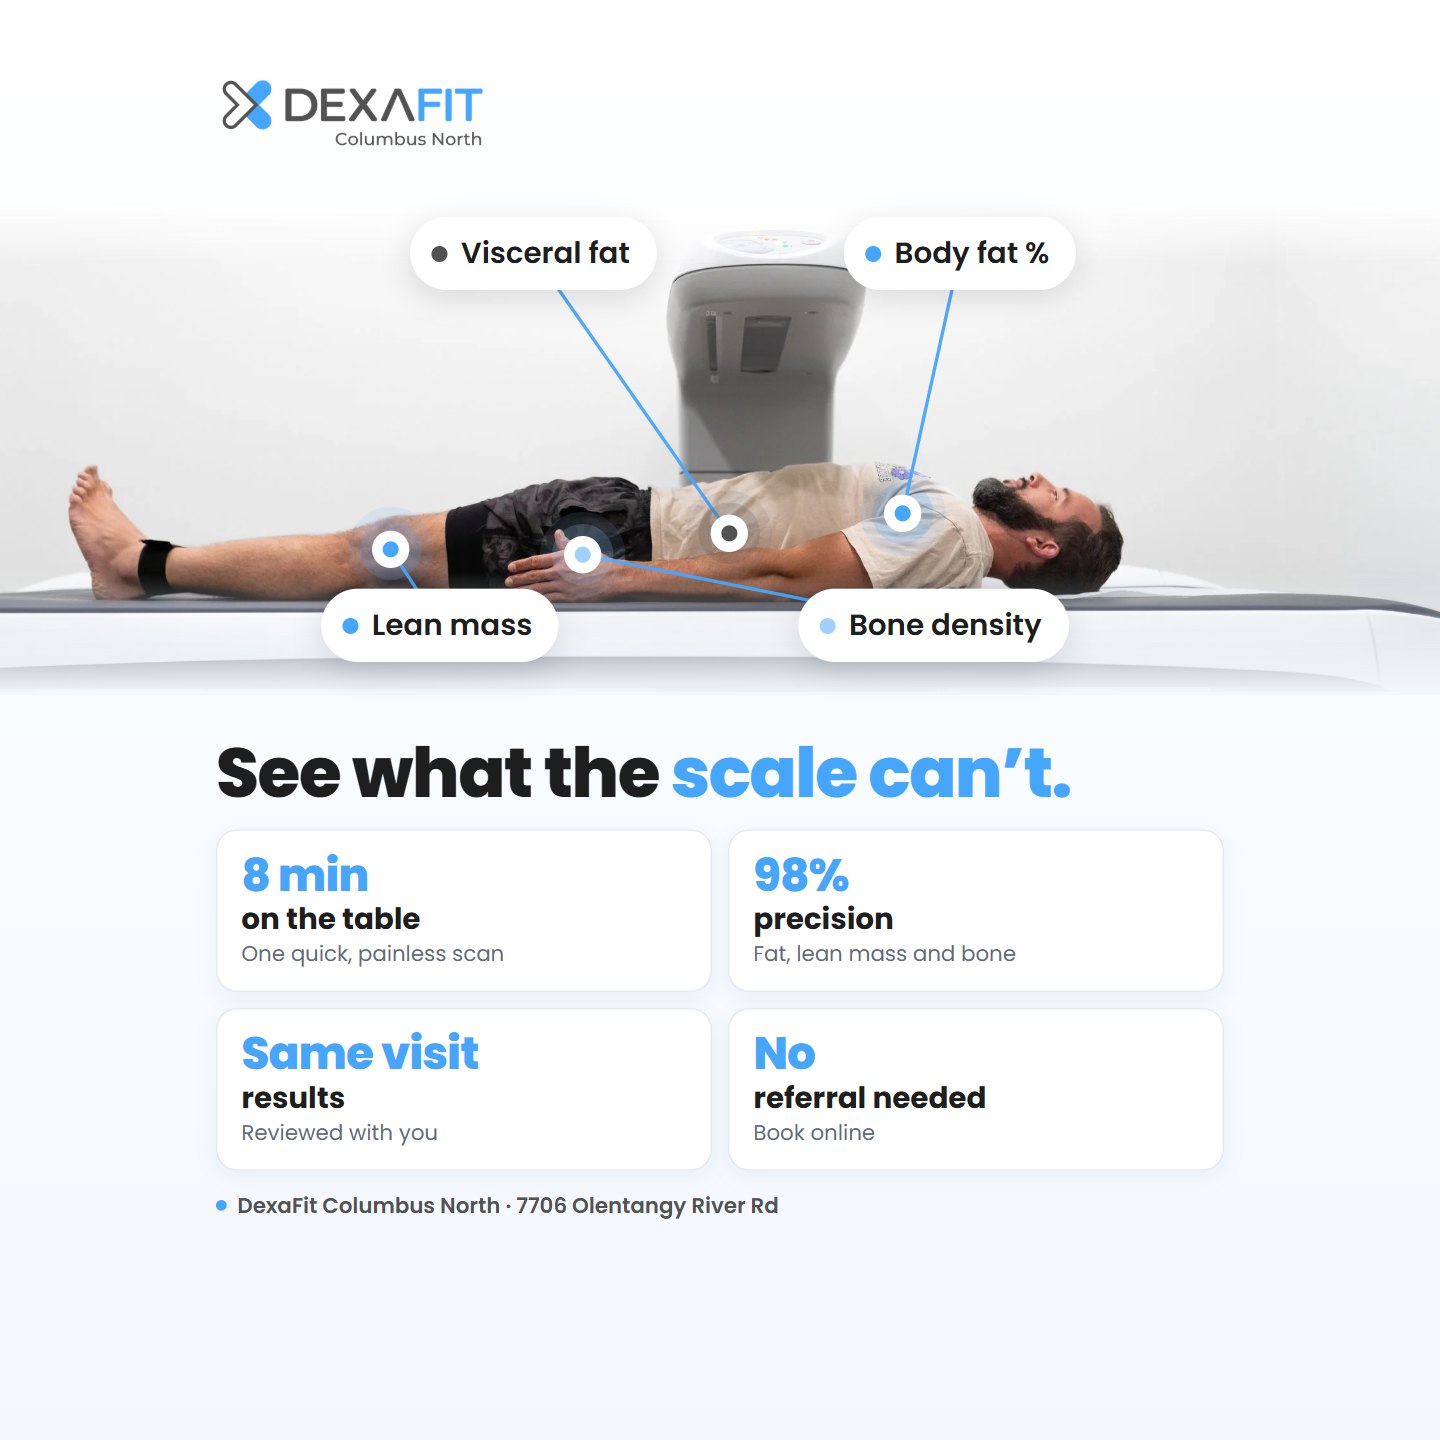 DEXAFIT
Columbus North
Visceral fat
Body fat %
Lean mass
Bone density
See what the scale can’t.
8 min
on the table
One quick, painless scan
98%
precision
Fat, lean mass and bone
Same visit
results
Reviewed with you
No
referral needed
Book online
DexaFit Columbus North · 7706 Olentangy River Rd